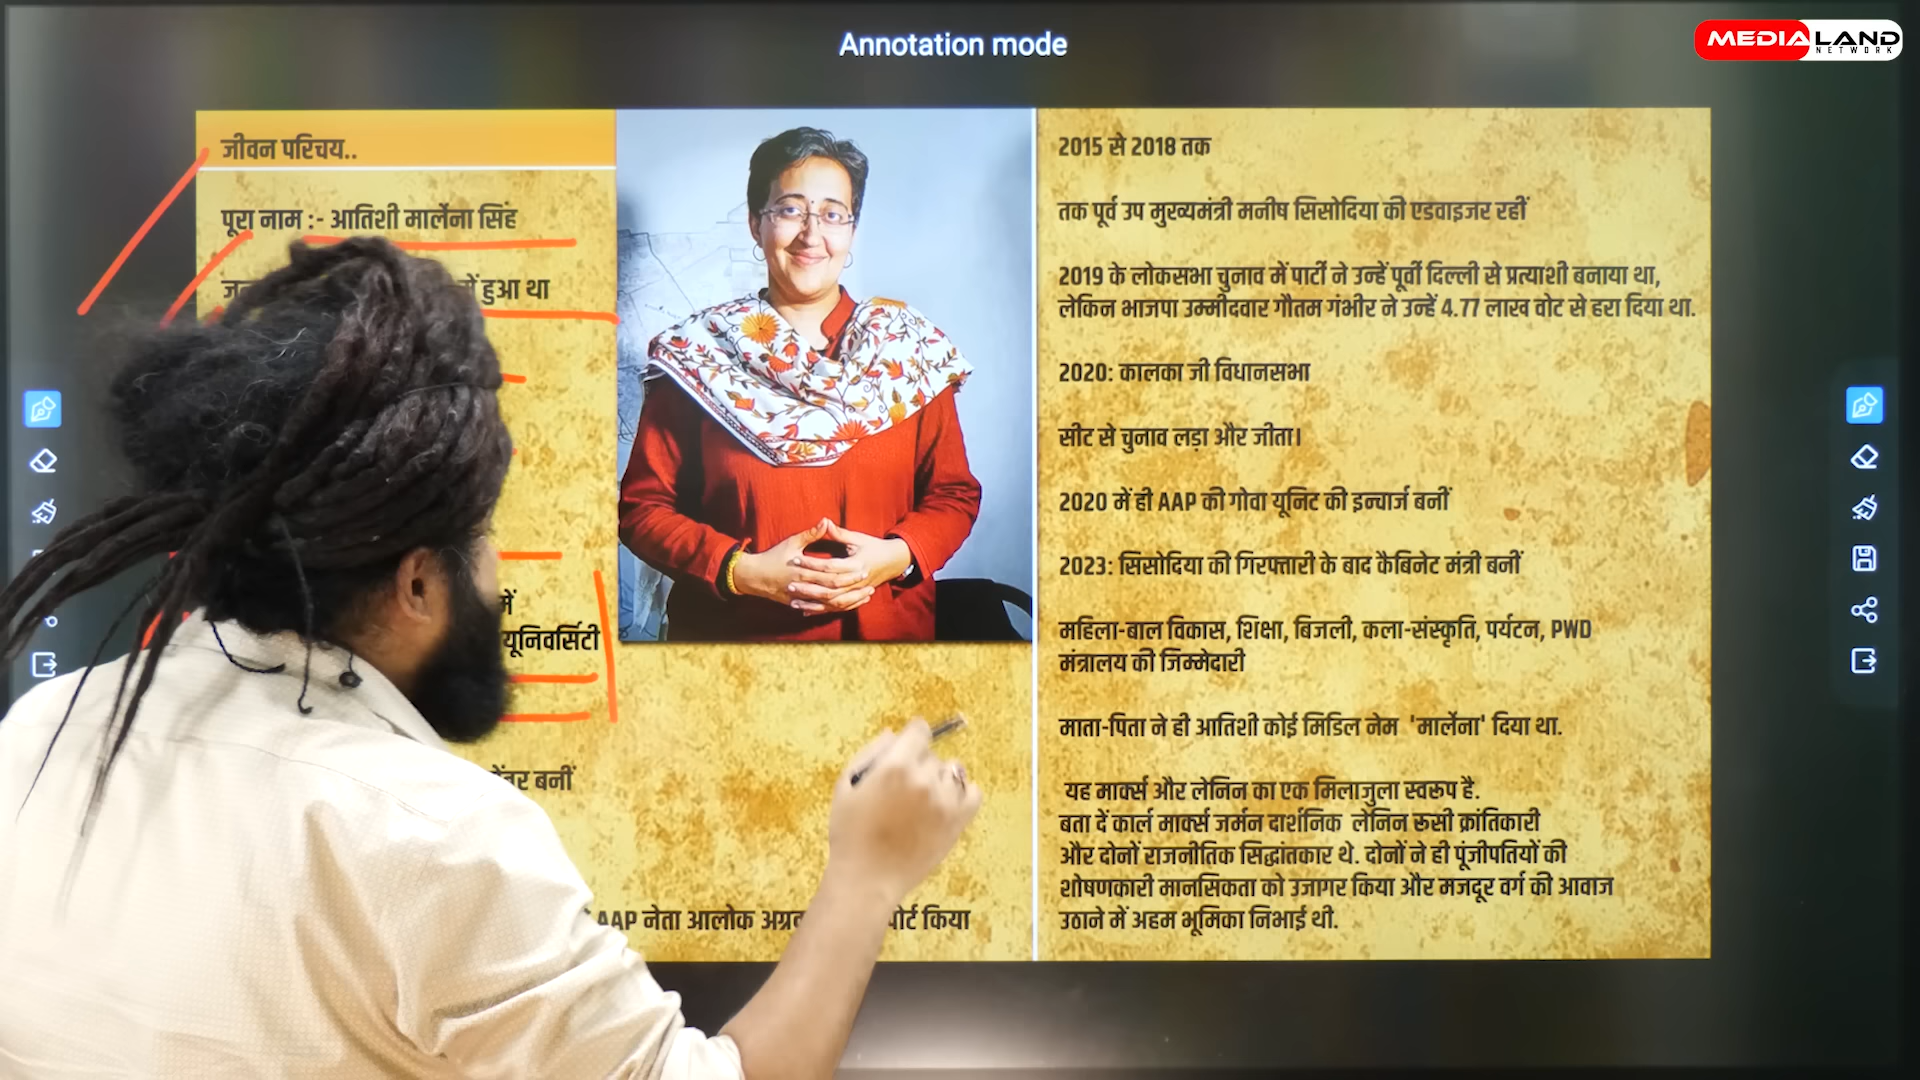 Annotation mode
MEDIALAND
NETWORK
जीवन परिचय..
पूरा नाम :- आतिशी मार्लेना सिंह
हुआ था
में
यूनिवर्सिटी
बनीं
AAP नेता आलोक किया
2015 से 2018 तक
तक पूर्व उप मुख्यमंत्री मनीष सिसोदिया की एडवाइजर रहीं
2019 के लोकसभा चुनाव में पार्टी ने उन्हें पूर्वी दिल्ली से प्रत्याशी बनाया था,
लेकिन भाजपा उम्मीदवार गौतम गंभीर ने उन्हें 4.77 लाख वोट से हरा दिया था.
2020: कालका जी विधानसभा
सीट से चुनाव लड़ा और जीता।
2020 में ही AAP की गोवा यूनिट की इन्चार्ज बनीं
2023: सिसोदिया की गिरफ्तारी के बाद कैबिनेट मंत्री बनीं
महिला-बाल विकास, शिक्षा, बिजली, कला-संस्कृति, पर्यटन, PWD
मंत्रालय की जिम्मेदारी
माता-पिता ने ही आतिशी कोई मिडिल नेम 'मार्लेना' दिया था.
यह मार्क्स और लेनिन का एक मिलाजुला स्वरूप है.
बता दें कार्ल मार्क्स जर्मन दार्शनिक लेनिन रूसी क्रांतिकारी
और दोनों राजनीतिक सिद्धांतकार थे. दोनों ने ही पूंजीपतियों की
शोषणकारी मानसिकता को उजागर किया और मजदूर वर्ग की आवाज
उठाने में अहम भूमिका निभाई थी.